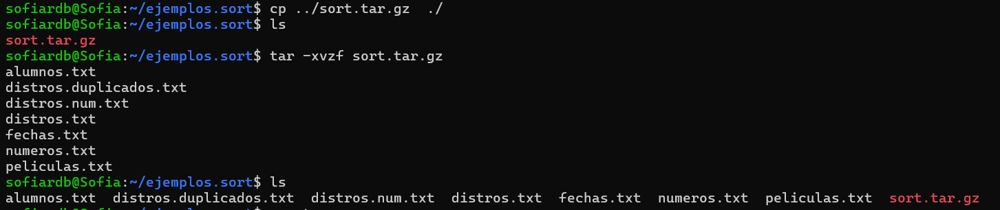 sofiardb@Sofia:~/ejemplos.sort$ cp ../sort.tar.gz  ./
sofiardb@Sofia:~/ejemplos.sort$ ls
sort.tar.gz
sofiardb@Sofia:~/ejemplos.sort$ tar -xvzf sort.tar.gz
alumnos.txt
distros.duplicados.txt
distros.num.txt
distros.txt
fechas.txt
numeros.txt
peliculas.txt
sofiardb@Sofia:~/ejemplos.sort$ ls
alumnos.txt  distros.duplicados.txt  distros.num.txt  distros.txt  fechas.txt  numeros.txt  peliculas.txt  sort.tar.gz